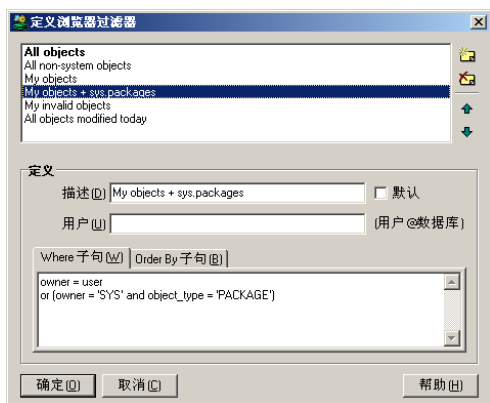 定义浏览器过滤器
All objects
All non-system objects
My objects
My objects + sys.packages
My invalid objects
All objects modified today
定义
描述(D) My objects + sys.packages 默认
用户(U) (用户@数据库)
Where 子句(W) Order By 子句(B)
owner = user
or (owner = 'SYS' and object_type = 'PACKAGE')
确定(O) 取消(C) 帮助(H)